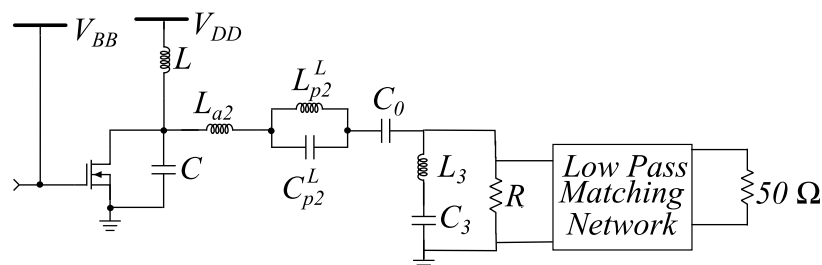 V_BB
V_DD
L
L_a2
L_p2^L
C_0
C
C_p2^L
L_3
C_3
R
Low Pass
Matching
Network
50 Ω